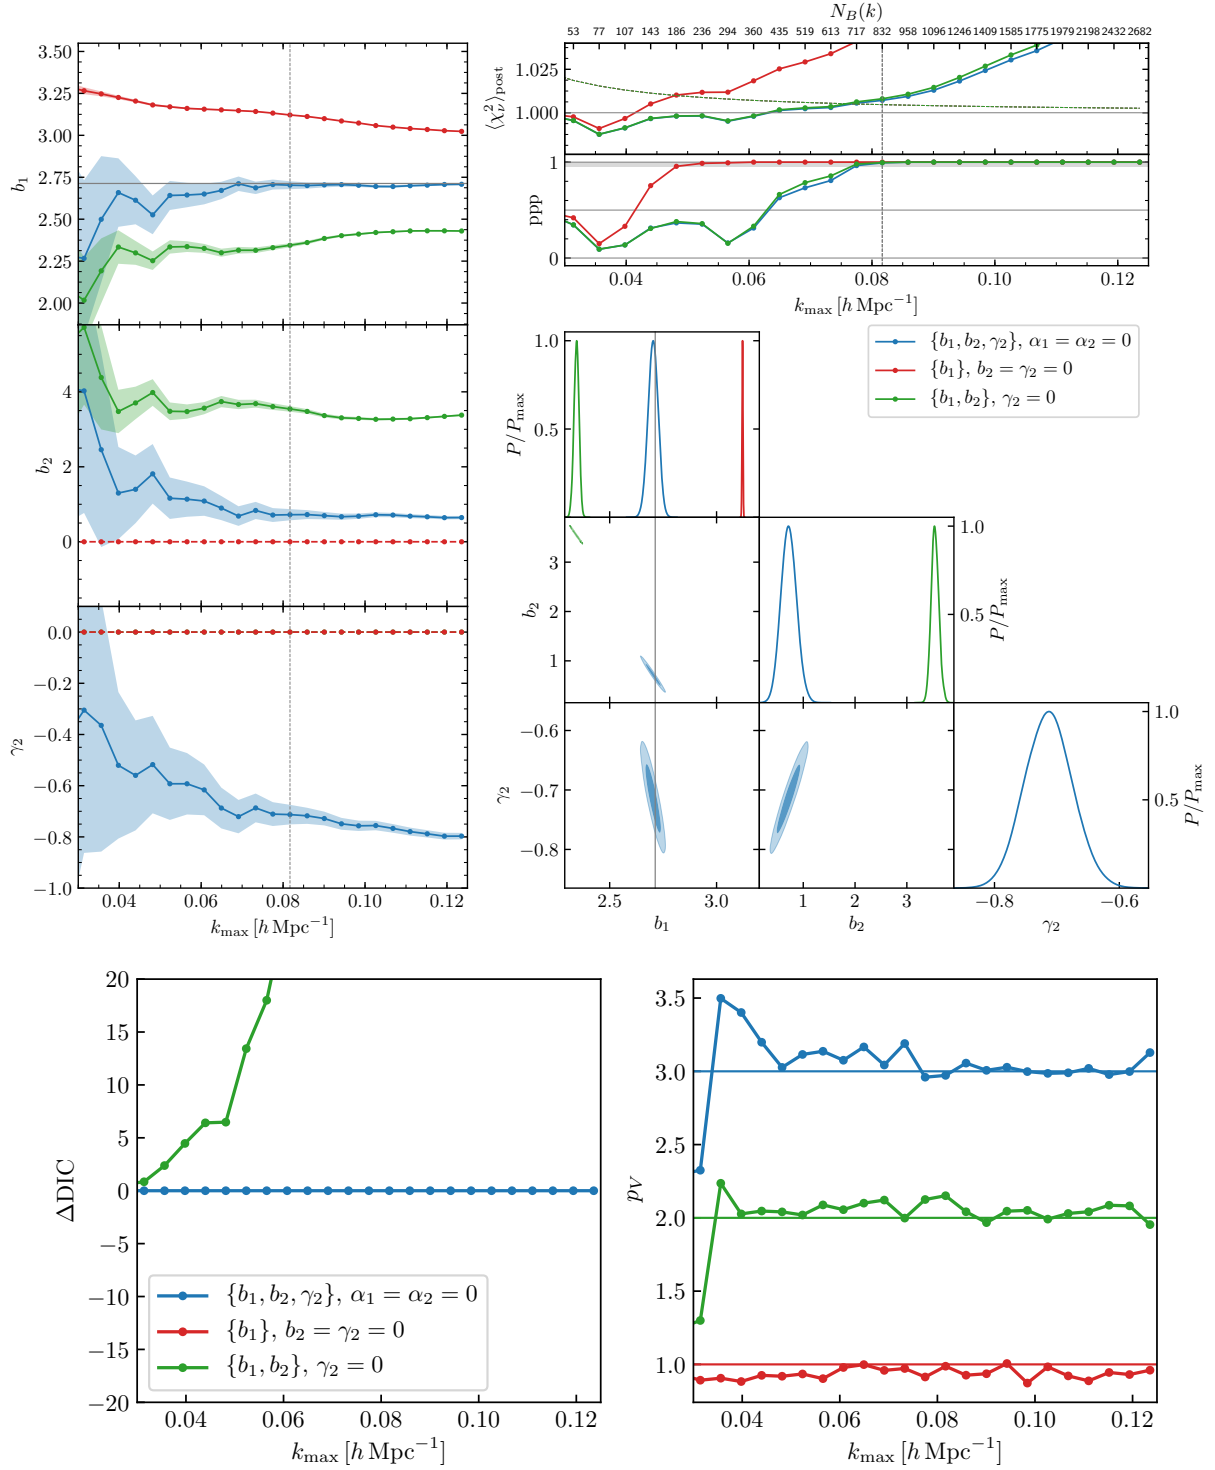 3.50
3.25
3.00
2.75
2.50
2.25
2.00
b₁
4
2
0
b₂
0.0
−0.2
−0.4
−0.6
−0.8
−1.0
γ₂
0.04 0.06 0.08 0.10 0.12
k_max [h Mpc⁻¹]
N_B(k)
53 77 107 143 186 236 294 360 435 519 613 717 832 958 1096 1246 1409 1585 1775 1979 2198 2432 2682
1.025
1.000
⟨χ²_ν⟩_post
1
0
ppp
0.04 0.06 0.08 0.10 0.12
k_max [h Mpc⁻¹]
{b₁, b₂, γ₂}, α₁ = α₂ = 0
{b₁}, b₂ = γ₂ = 0
{b₁, b₂}, γ₂ = 0
1.0
0.5
P/P_max
3
2
1
b₂
1.0
0.5
P/P_max
−0.6
−0.7
−0.8
γ₂
1.0
0.5
P/P_max
2.5 3.0
b₁
1 2 3
b₂
−0.8 −0.6
γ₂
20
15
10
5
0
−5
−10
−15
−20
ΔDIC
{b₁, b₂, γ₂}, α₁ = α₂ = 0
{b₁}, b₂ = γ₂ = 0
{b₁, b₂}, γ₂ = 0
0.04 0.06 0.08 0.10 0.12
k_max [h Mpc⁻¹]
3.5
3.0
2.5
2.0
1.5
1.0
p_V
0.04 0.06 0.08 0.10 0.12
k_max [h Mpc⁻¹]